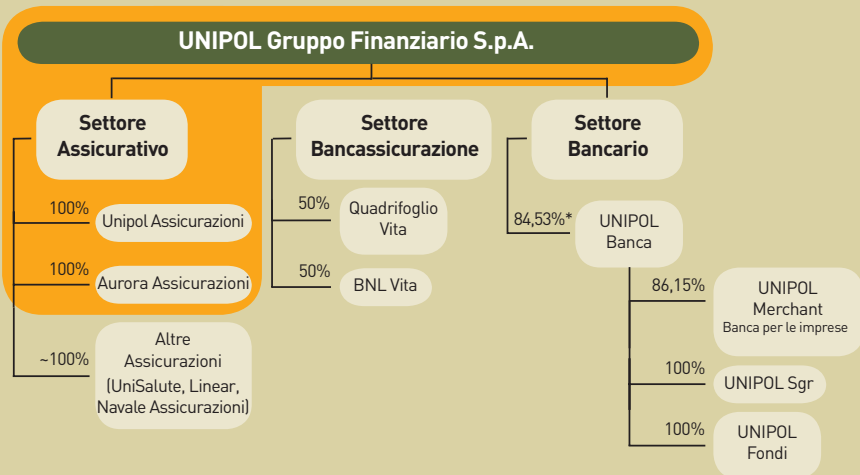 UNIPOL Gruppo Finanziario S.p.A.
Settore
Assicurativo
100%
Unipol Assicurazioni
100%
Aurora Assicurazioni
~100%
Altre
Assicurazioni
(UniSalute, Linear,
Navale Assicurazioni)
Settore
Bancassicurazione
50%
Quadrifoglio
Vita
50%
BNL Vita
Settore
Bancario
84,53%*
UNIPOL
Banca
86,15%
UNIPOL
Merchant
Banca per le imprese
100%
UNIPOL Sgr
100%
UNIPOL
Fondi